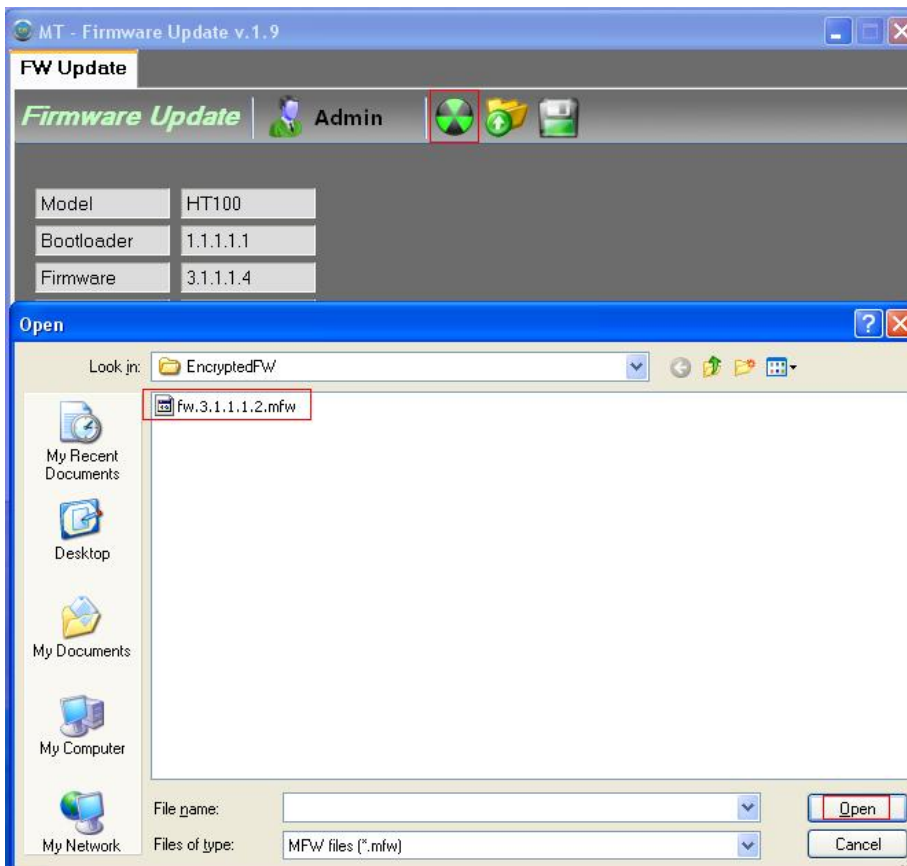 MT - Firmware Update v.1.9
FW Update
Firmware Update Admin
Model HT100
Bootloader 1.1.1.1.1
Firmware 3.1.1.1.4
Open
Look in: EncryptedFW
fw.3.1.1.1.2.mfw
My Recent
Documents
Desktop
My Documents
My Computer
My Network
File name:
Open
Files of type: MFW files (*.mfw)
Cancel